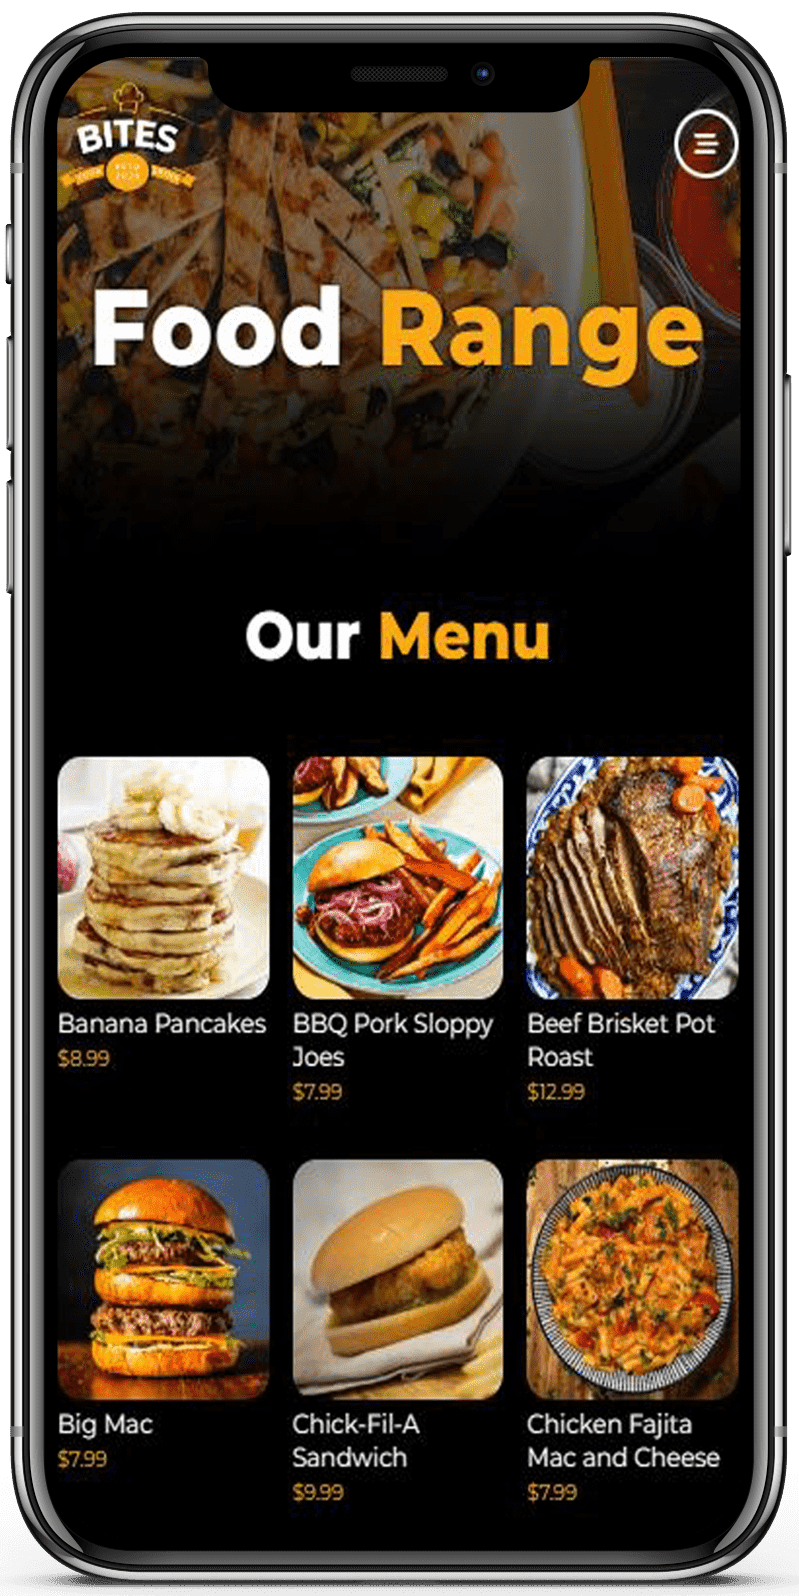 BITES
Food Range
Our Menu
Banana Pancakes
$8.99
BBQ Pork Sloppy
Joes
$7.99
Beef Brisket Pot
Roast
$12.99
Big Mac
$7.99
Chick-Fil-A
Sandwich
$9.99
Chicken Fajita
Mac and Cheese
$7.99